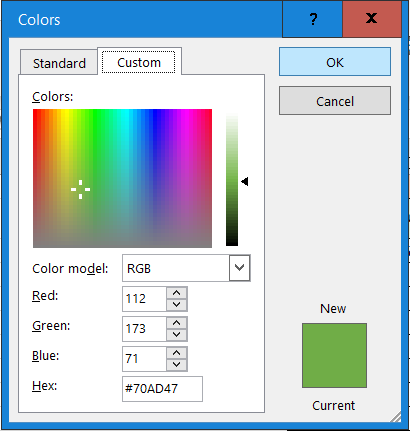 Colors
? x
Standard Custom
OK
Cancel
Colors:
Color model: RGB
Red: 112
Green: 173
Blue: 71
Hex: #70AD47
New
Current